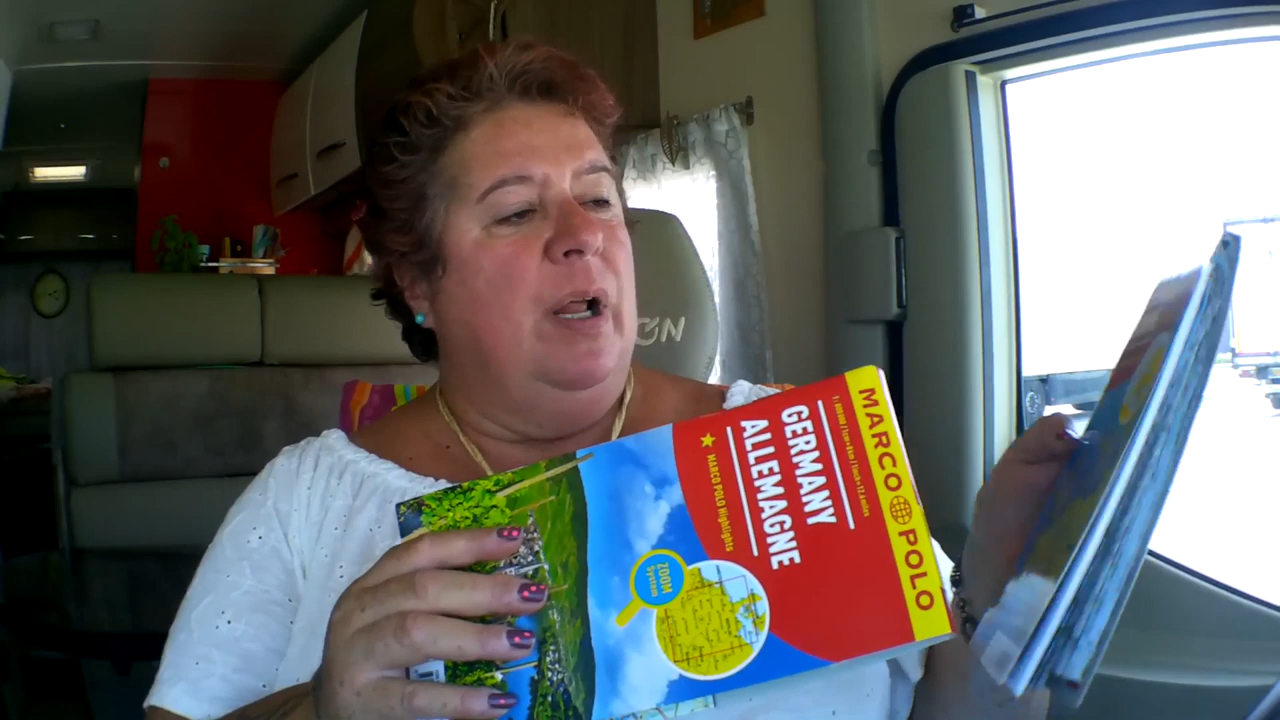 MARCO POLO
GERMANY
ALLEMAGNE
MARCO POLO Highlights
ZOOM
System